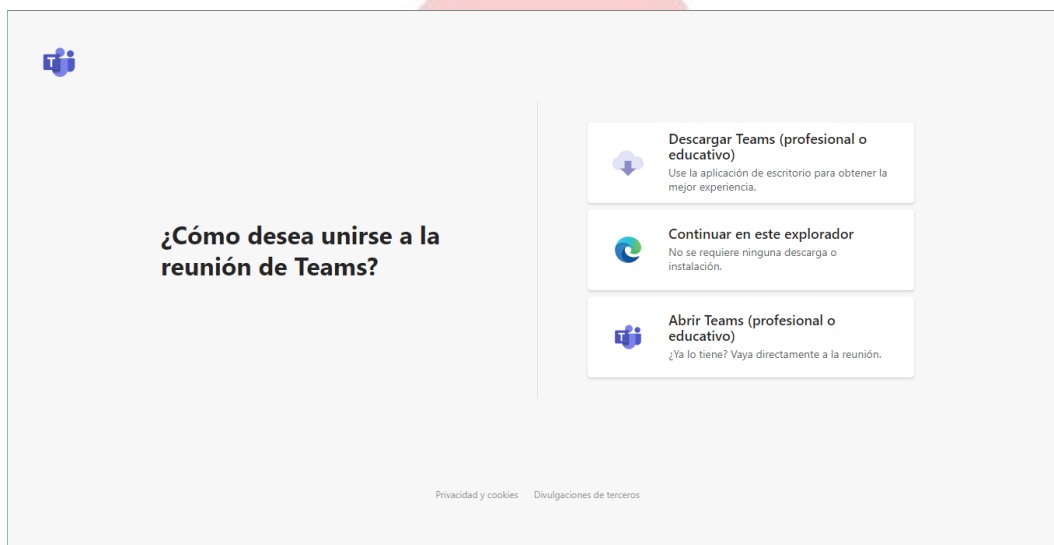 ¿Cómo desea unirse a la
reunión de Teams?
Descargar Teams (profesional o
educativo)
Use la aplicación de escritorio para obtener la
mejor experiencia.
Continuar en este explorador
No se requiere ninguna descarga o
instalación.
Abrir Teams (profesional o
educativo)
¿Ya lo tiene? Vaya directamente a la reunión.
Privacidad y cookies Divulgaciones de terceros